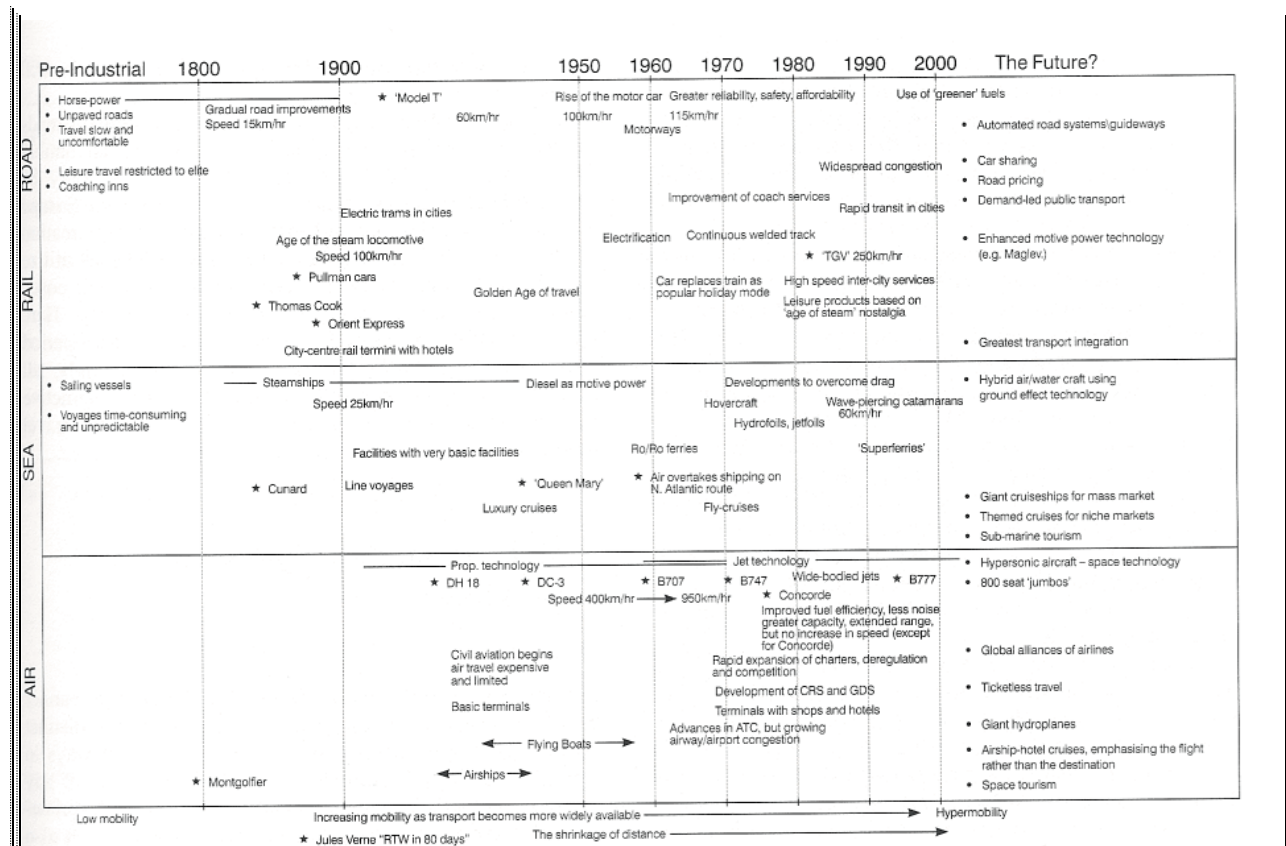 Pre-Industrial 1800 1900 1950 1960 1970 1980 1990 2000 The Future?
ROAD
• Horse-power
• Unpaved roads
• Travel slow and
uncomfortable
• Leisure travel restricted to elite
• Coaching inns
Gradual road improvements
Speed 15km/hr
★ 'Model T'
60km/hr
Rise of the motor car
100km/hr
Motorways
Greater reliability, safety, affordability
115km/hr
Use of 'greener' fuels
Widespread congestion
Improvement of coach services
Rapid transit in cities
Electric trams in cities
• Automated road systems\guideways
• Car sharing
• Road pricing
• Demand-led public transport
RAIL
Age of the steam locomotive
Speed 100km/hr
★ Pullman cars
★ Thomas Cook
★ Orient Express
City-centre rail termini with hotels
Golden Age of travel
Electrification
Continuous welded track
★ 'TGV' 250km/hr
Car replaces train as
popular holiday mode
High speed inter-city services
Leisure products based on
'age of steam' nostalgia
• Enhanced motive power technology
(e.g. Maglev.)
• Greatest transport integration
SEA
• Sailing vessels
• Voyages time-consuming
and unpredictable
Steamships
Speed 25km/hr
Diesel as motive power
Developments to overcome drag
Hovercraft
Wave-piercing catamarans
60km/hr
Hydrofoils, jetfoils
Facilities with very basic facilities
Ro/Ro ferries
'Superferries'
★ Cunard
Line voyages
★ 'Queen Mary'
★ Air overtakes shipping on
N. Atlantic route
Luxury cruises
Fly-cruises
• Hybrid air/water craft using
ground effect technology
• Giant cruiseships for mass market
• Themed cruises for niche markets
• Sub-marine tourism
AIR
Prop. technology
Jet technology
★ DH 18
★ DC-3
★ B707
★ B747
Wide-bodied jets
★ B777
Speed 400km/hr
950km/hr
★ Concorde
Improved fuel efficiency, less noise
greater capacity, extended range,
but no increase in speed (except
for Concorde)
Civil aviation begins
air travel expensive
and limited
Rapid expansion of charters, deregulation
and competition
Development of CRS and GDS
Basic terminals
Terminals with shops and hotels
Advances in ATC, but growing
airway/airport congestion
Flying Boats
Airships
★ Montgolfier
• Hypersonic aircraft – space technology
• 800 seat 'jumbos'
• Global alliances of airlines
• Ticketless travel
• Giant hydroplanes
• Airship-hotel cruises, emphasising the flight
rather than the destination
• Space tourism
Low mobility
Increasing mobility as transport becomes more widely available
Hypermobility
★ Jules Verne "RTW in 80 days"
The shrinkage of distance